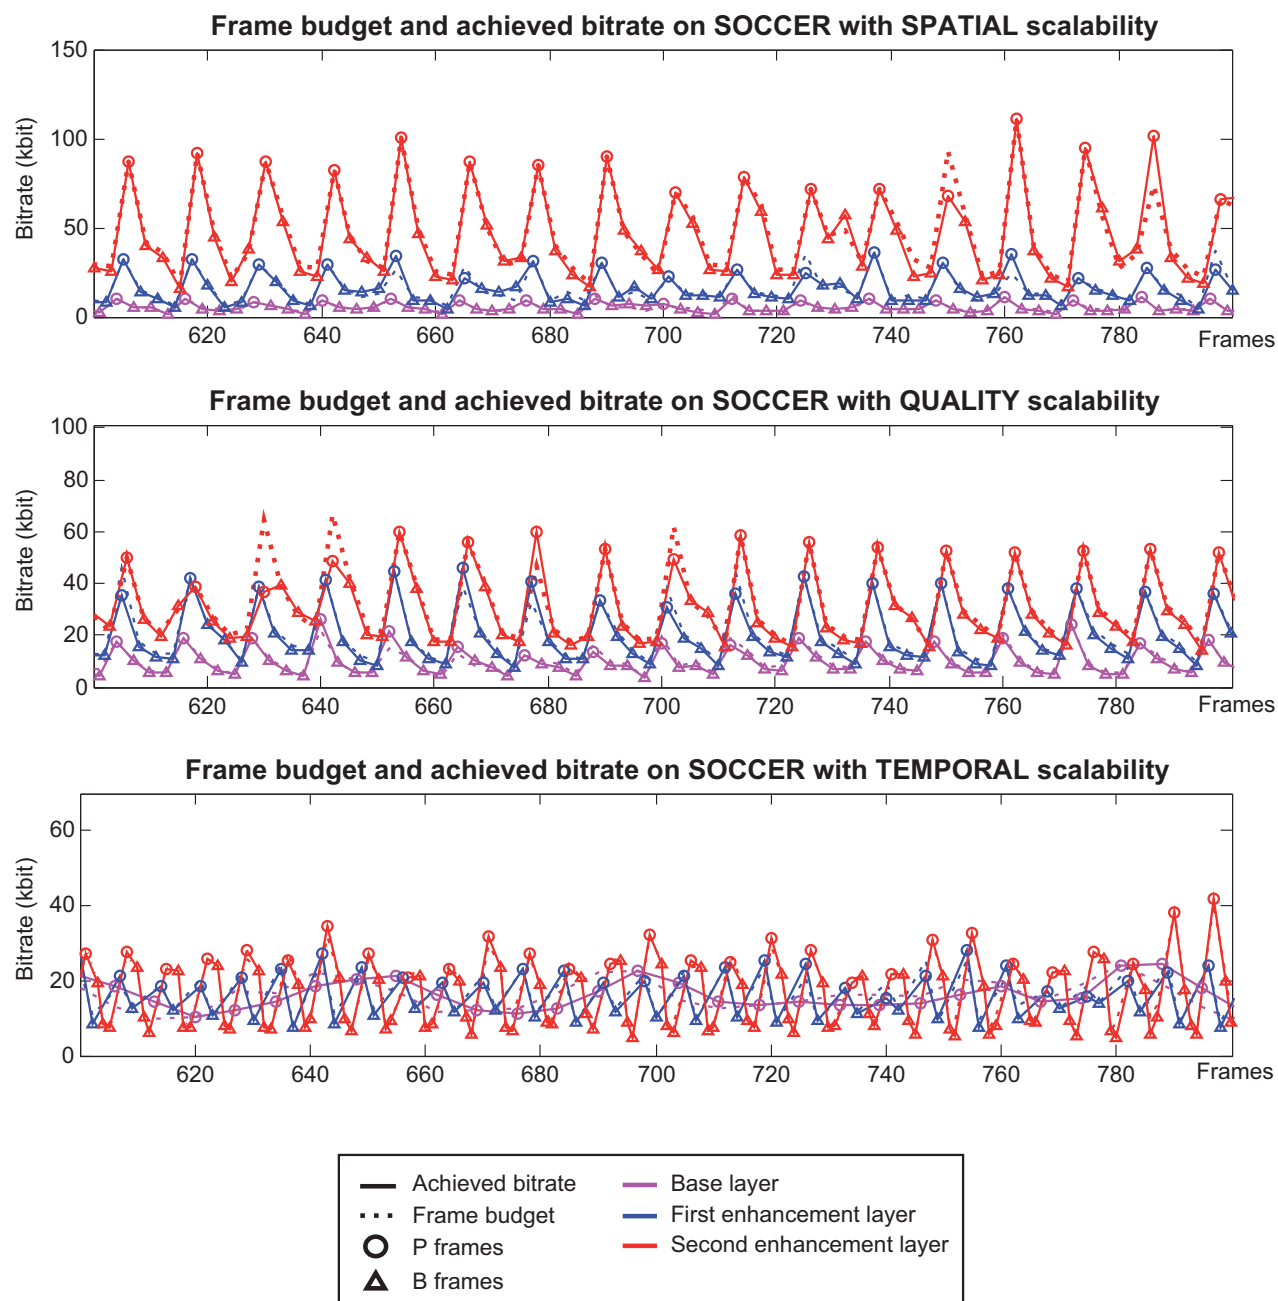 Frame budget and achieved bitrate on SOCCER with SPATIAL scalability
150
100
50
0
Bitrate (kbit)
620 640 660 680 700 720 740 760 780 Frames
Frame budget and achieved bitrate on SOCCER with QUALITY scalability
100
80
60
40
20
0
Bitrate (kbit)
620 640 660 680 700 720 740 760 780 Frames
Frame budget and achieved bitrate on SOCCER with TEMPORAL scalability
60
40
20
0
Bitrate (kbit)
620 640 660 680 700 720 740 760 780 Frames
Achieved bitrate
Frame budget
P frames
B frames
Base layer
First enhancement layer
Second enhancement layer